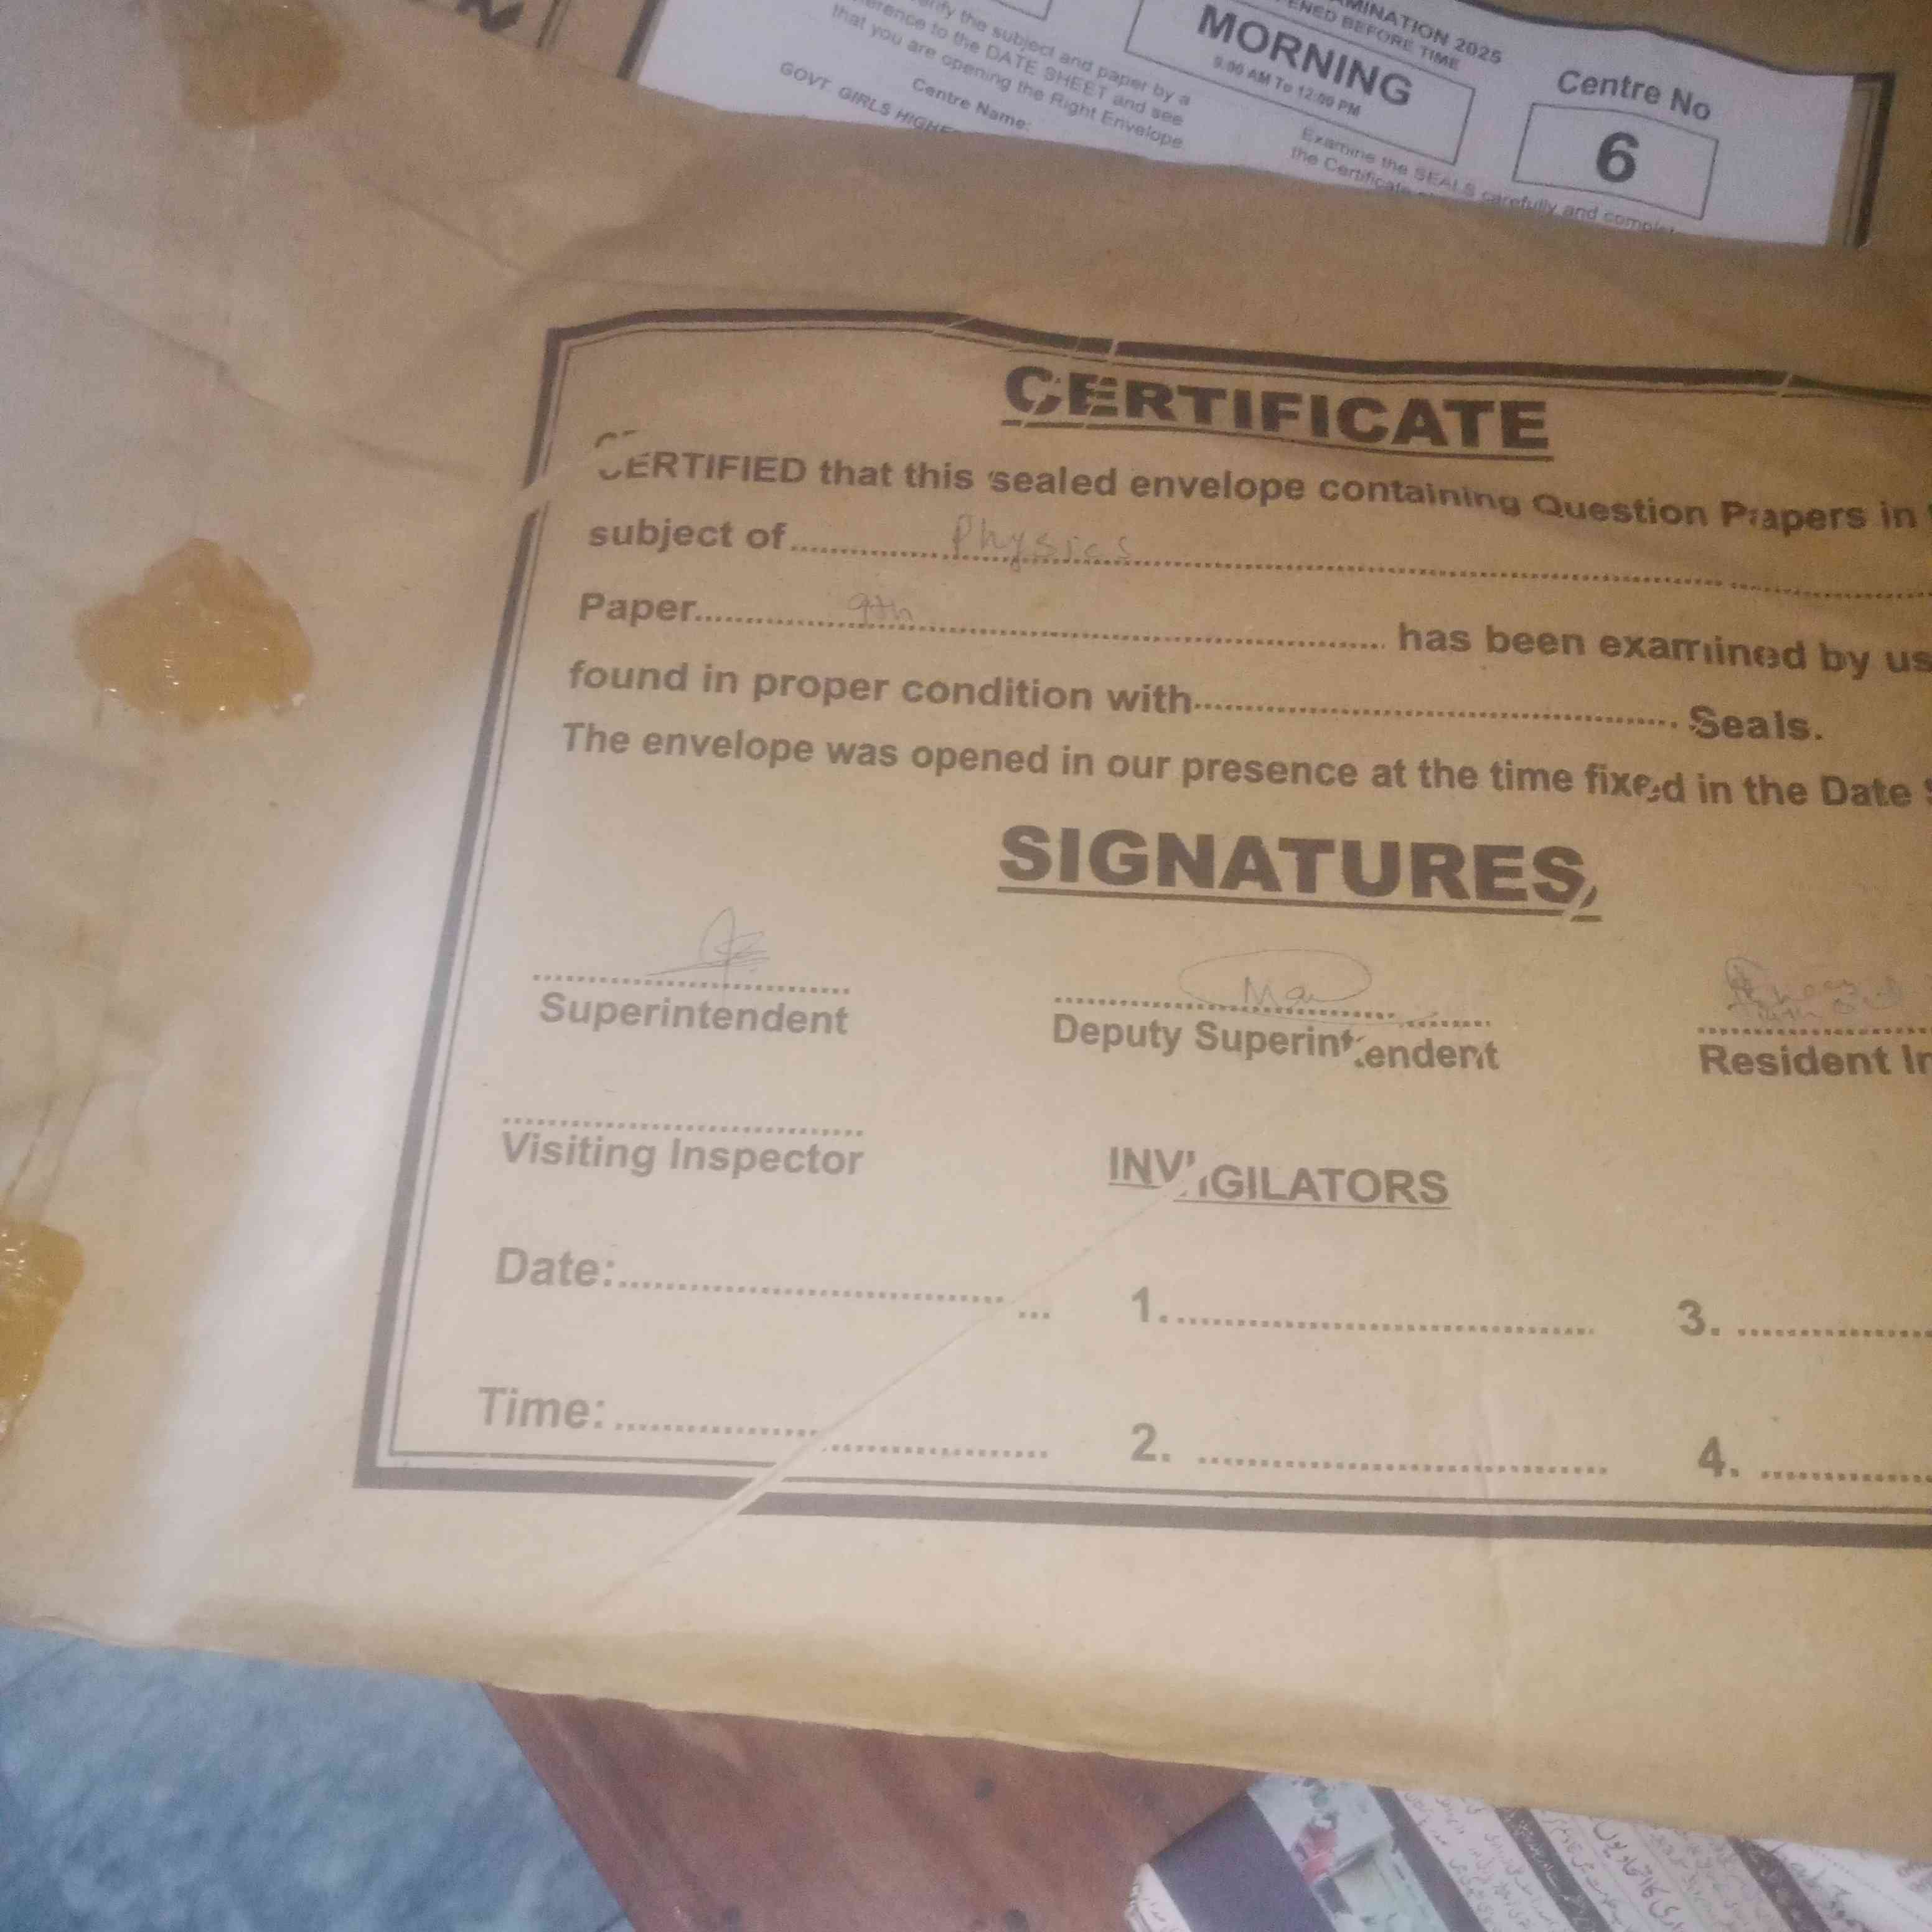 MINATION 2025
ENED BEFORE TIME
MORNING
9:00 AM To 12:00 PM
Centre No
6
the subject and paper by a
to the DATE SHEET and see
that you are opening the Right Envelope
Centre Name:
GOVT. GIRLS HIGHE
Examine the SEALS carefully and complet
the Certificate
CERTIFICATE
CERTIFIED that this sealed envelope containing Question Papers in
subject of Physics
Paper 9th has been examined by us
found in proper condition with Seals.
The envelope was opened in our presence at the time fixed in the Date S
SIGNATURES
Superintendent
Deputy Superintendent
Resident In
Visiting Inspector
INVIGILATORS
Date:
1.
3.
Time:
2.
4.